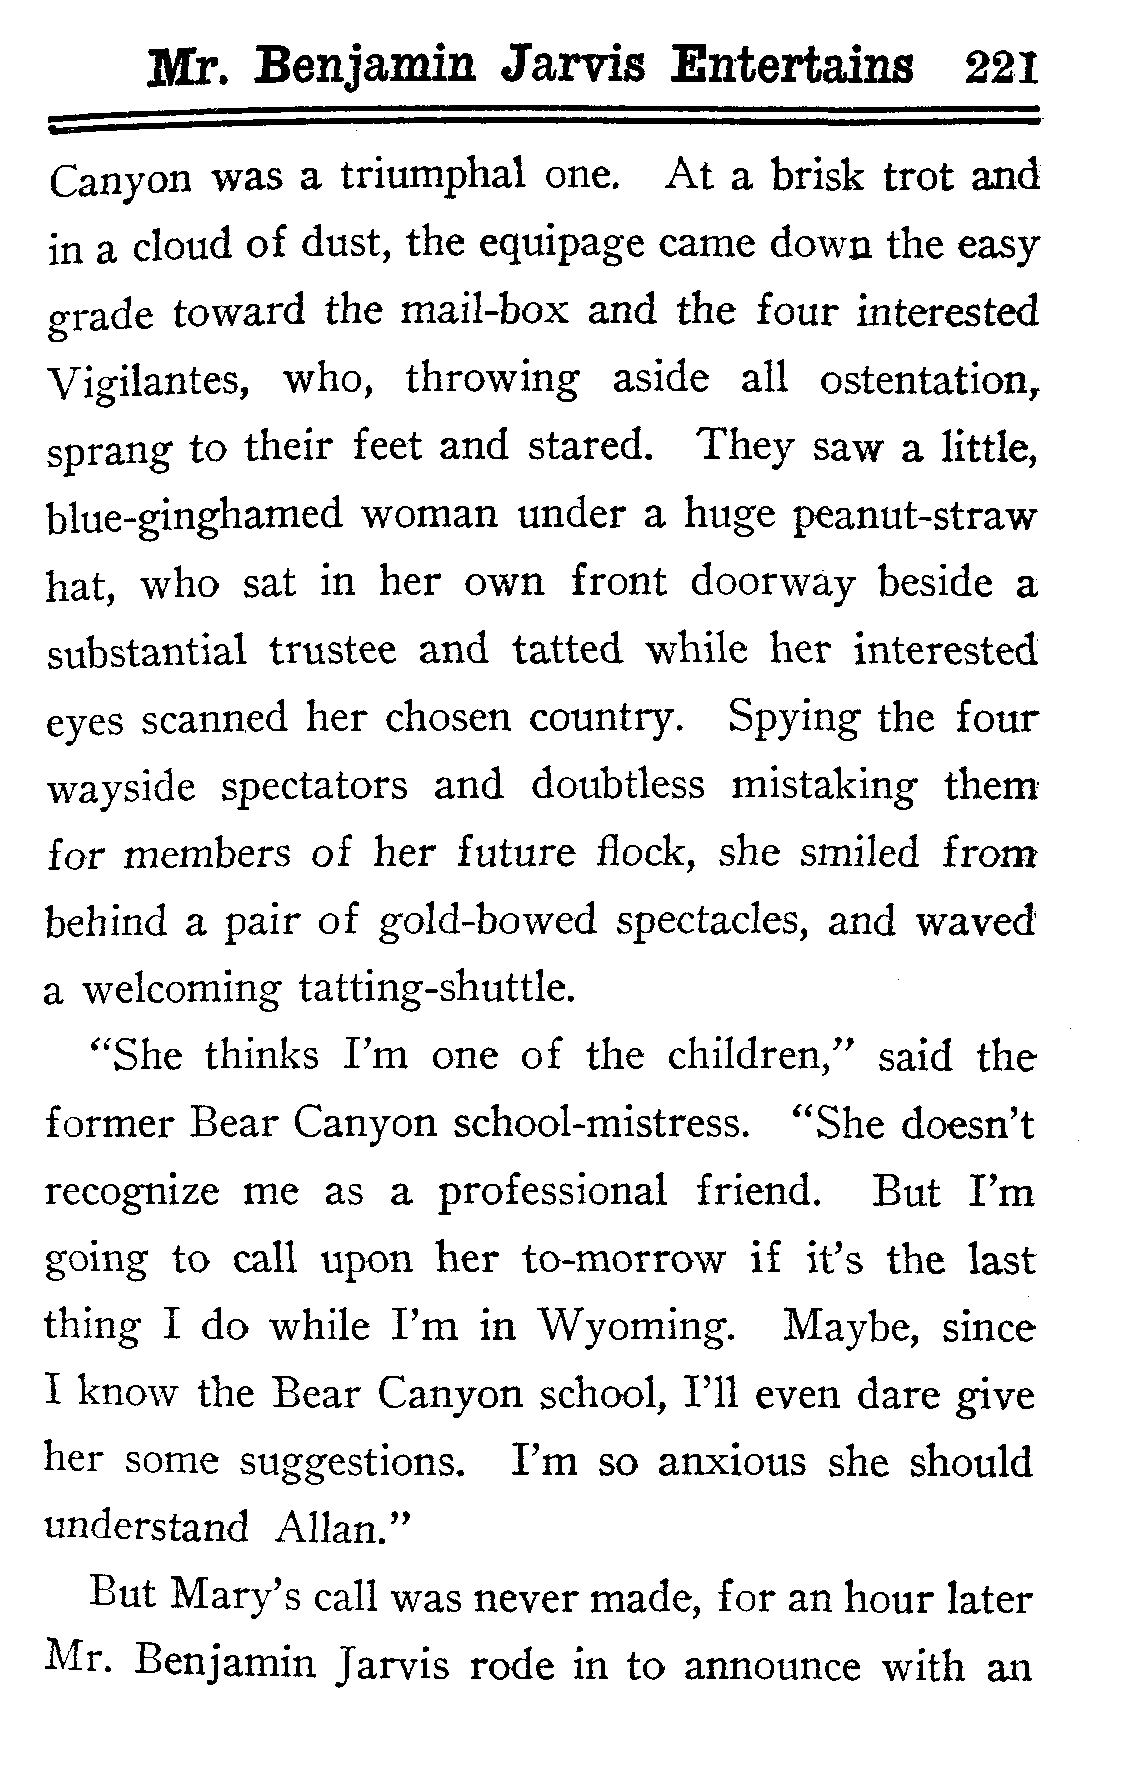 Mr. Benjamin Jarvis Entertains 221
Canyon was a triumphal one. At a brisk trot and
in a cloud of dust, the equipage came down the easy
grade toward the mail-box and the four interested
Vigilantes, who, throwing aside all ostentation,
sprang to their feet and stared. They saw a little,
blue-ginghamed woman under a huge peanut-straw
hat, who sat in her own front doorway beside a
substantial trustee and tatted while her interested
eyes scanned her chosen country. Spying the four
wayside spectators and doubtless mistaking them
for members of her future flock, she smiled from
behind a pair of gold-bowed spectacles, and waved
a welcoming tatting-shuttle.
"She thinks I'm one of the children," said the
former Bear Canyon school-mistress. "She doesn't
recognize me as a professional friend. But I'm
going to call upon her to-morrow if it's the last
thing I do while I'm in Wyoming. Maybe, since
I know the Bear Canyon school, I'll even dare give
her some suggestions. I'm so anxious she should
understand Allan."
But Mary's call was never made, for an hour later
Mr. Benjamin Jarvis rode in to announce with an